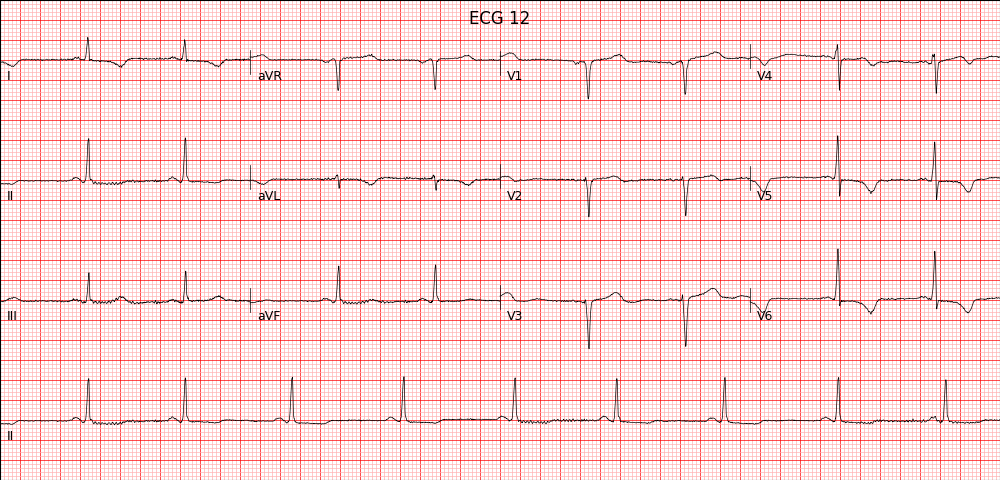 ECG 12
I aVR V1 V4
II aVL V2 V5
III aVF V3 V6
II